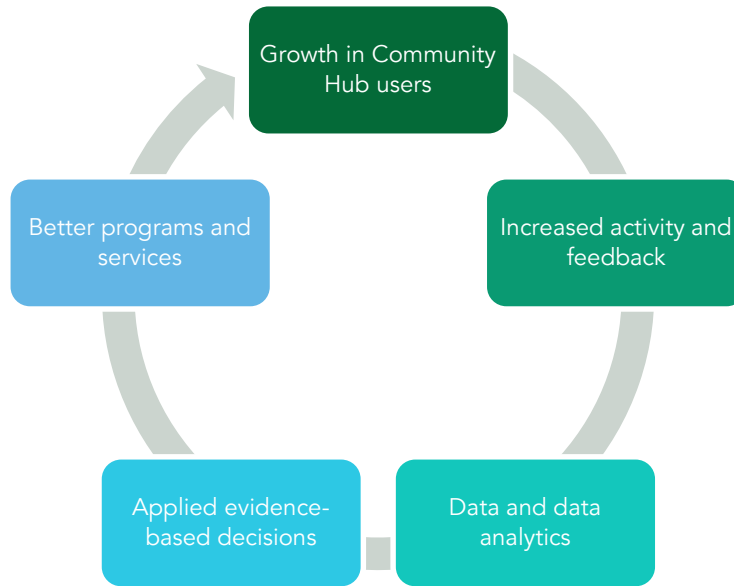 Growth in Community
Hub users
Increased activity and
feedback
Data and data
analytics
Applied evidence-
based decisions
Better programs and
services